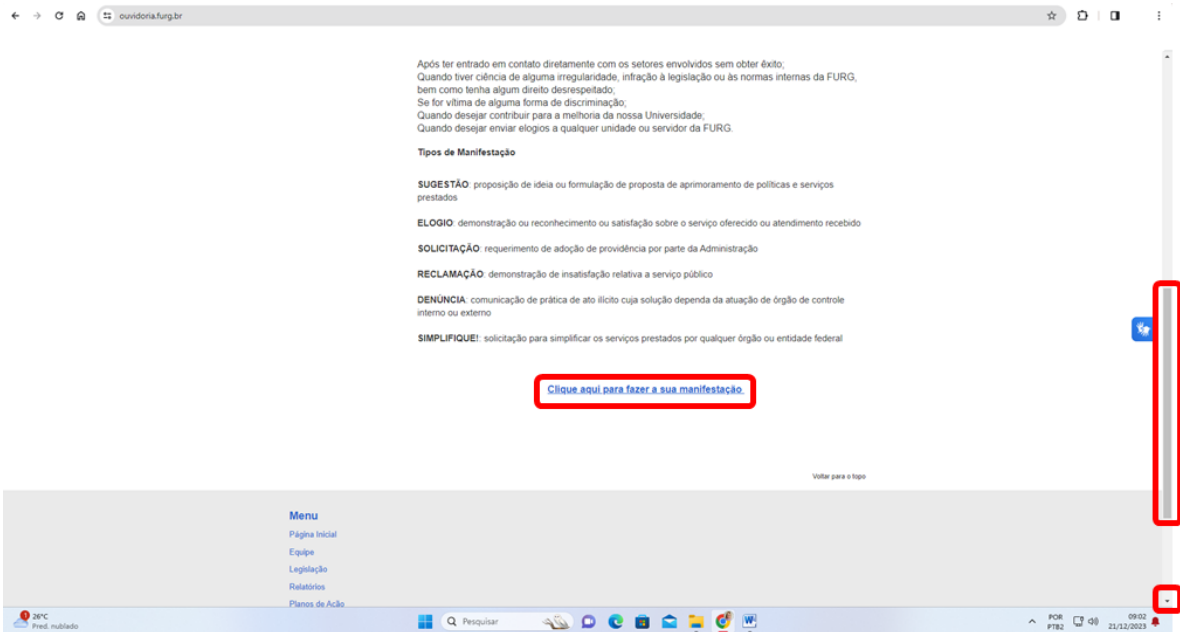 ouvidoria.furg.br
Após ter entrado em contato diretamente com os setores envolvidos sem obter êxito;
Quando tiver ciência de alguma irregularidade, infração à legislação ou às normas internas da FURG,
bem como tenha algum direito desrespeitado;
Se for vítima de alguma forma de discriminação;
Quando desejar contribuir para a melhoria da nossa Universidade;
Quando desejar enviar elogios a qualquer unidade ou servidor da FURG.
Tipos de Manifestação
SUGESTÃO: proposição de ideia ou formulação de proposta de aprimoramento de políticas e serviços
prestados
ELOGIO: demonstração ou reconhecimento ou satisfação sobre o serviço oferecido ou atendimento recebido
SOLICITAÇÃO: requerimento de adoção de providência por parte da Administração
RECLAMAÇÃO: demonstração de insatisfação relativa a serviço público
DENÚNCIA: comunicação de prática de ato ilícito cuja solução dependa da atuação de órgão de controle
interno ou externo
SIMPLIFIQUE!: solicitação para simplificar os serviços prestados por qualquer órgão ou entidade federal
Clique aqui para fazer a sua manifestação
Voltar para o topo
Menu
Página Inicial
Equipe
Legislação
Relatórios
Planos de Ação
1
26°C
Pred. nublado
Pesquisar
POR
PTB2
09:02
21/12/2023